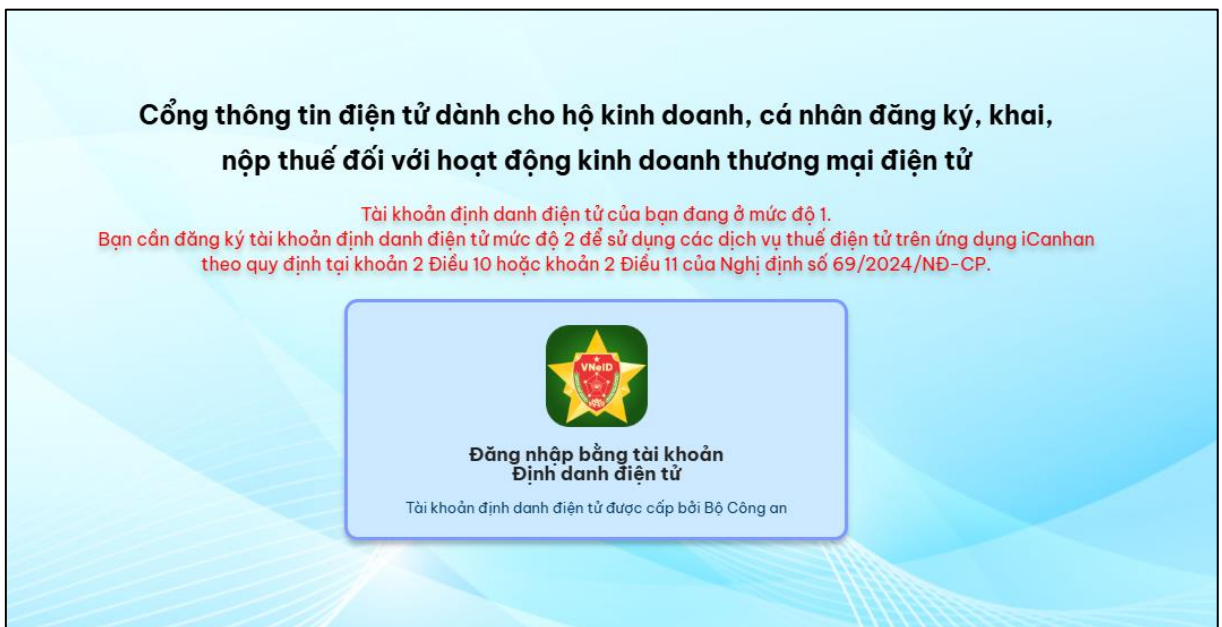 Cổng thông tin điện tử dành cho hộ kinh doanh, cá nhân đăng ký, khai,
nộp thuế đối với hoạt động kinh doanh thương mại điện tử
Tài khoản định danh điện tử của bạn đang ở mức độ 1.
Bạn cần đăng ký tài khoản định danh điện tử mức độ 2 để sử dụng các dịch vụ thuế điện tử trên ứng dụng iCanhan
theo quy định tại khoản 2 Điều 10 hoặc khoản 2 Điều 11 của Nghị định số 69/2024/NĐ-CP.
VNeID
Đăng nhập bằng tài khoản
Định danh điện tử
Tài khoản định danh điện tử được cấp bởi Bộ Công an